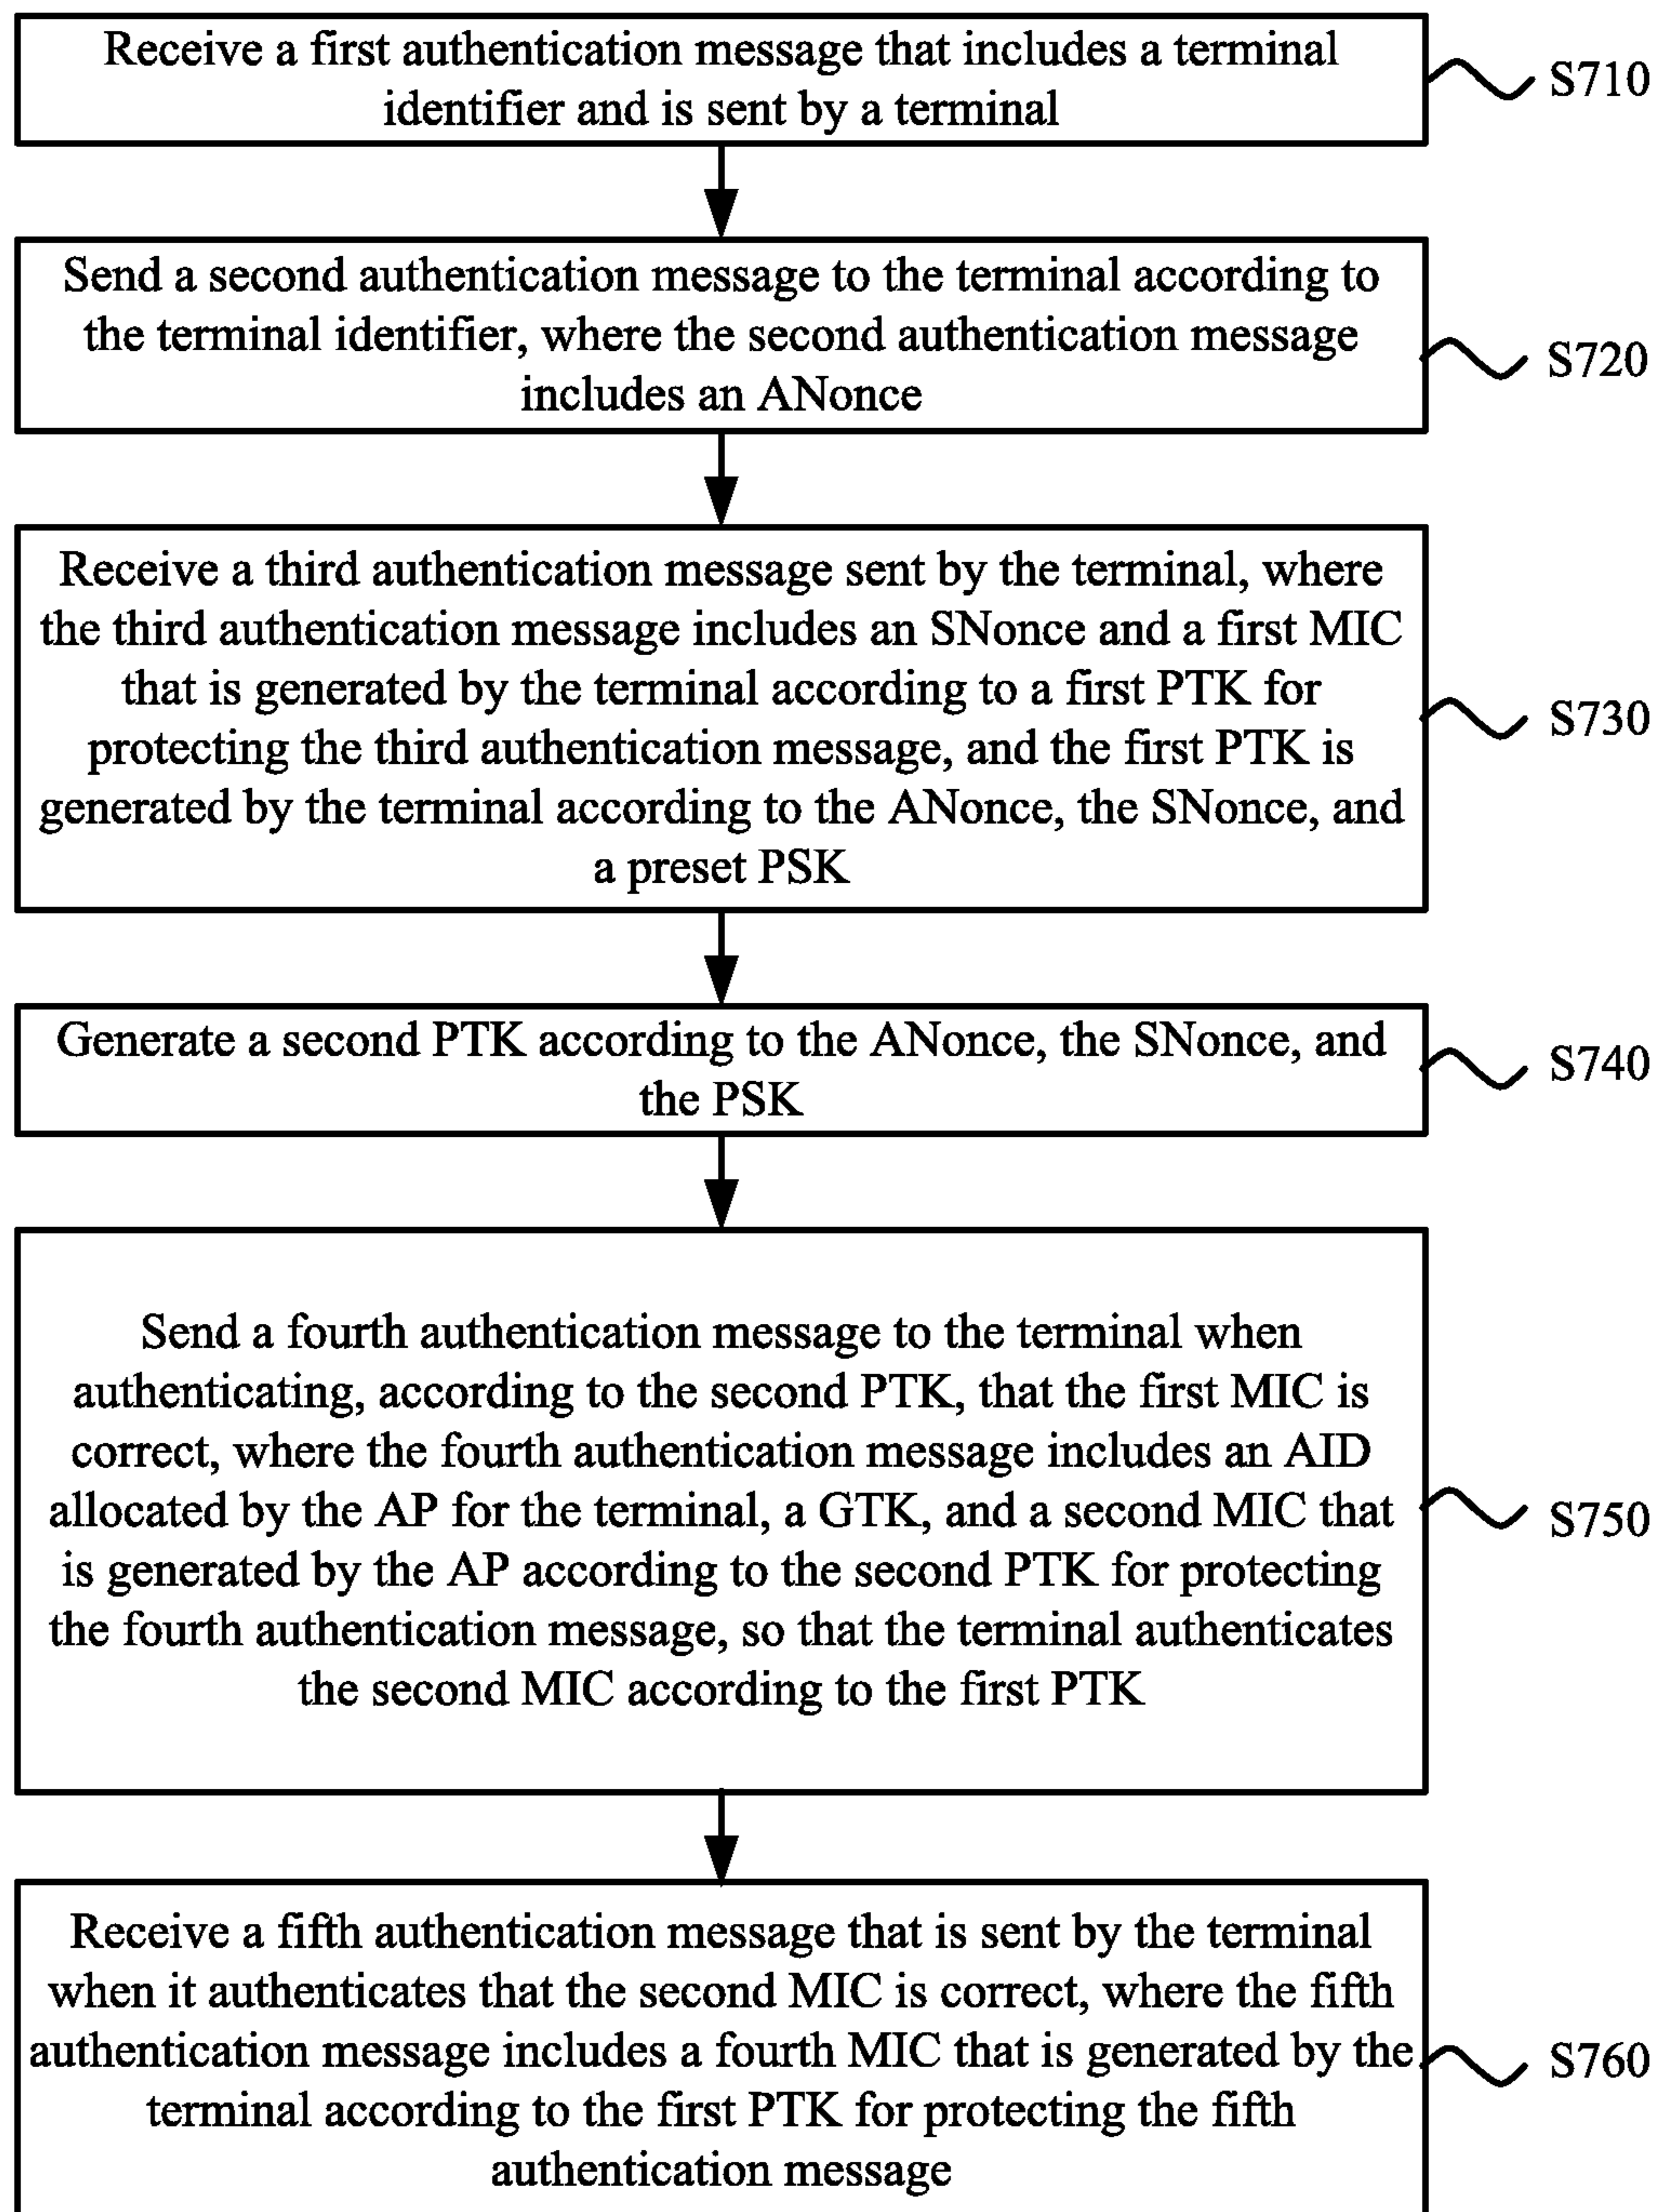 Receive a first authentication message that includes a terminal
identifier and is sent by a terminal
S710
Send a second authentication message to the terminal according to
the terminal identifier, where the second authentication message
includes an ANonce
S720
Receive a third authentication message sent by the terminal, where
the third authentication message includes an SNonce and a first MIC
that is generated by the terminal according to a first PTK for
protecting the third authentication message, and the first PTK is
generated by the terminal according to the ANonce, the SNonce, and
a preset PSK
S730
Generate a second PTK according to the ANonce, the SNonce, and
the PSK
S740
Send a fourth authentication message to the terminal when
authenticating, according to the second PTK, that the first MIC is
correct, where the fourth authentication message includes an AID
allocated by the AP for the terminal, a GTK, and a second MIC that
is generated by the AP according to the second PTK for protecting
the fourth authentication message, so that the terminal authenticates
the second MIC according to the first PTK
S750
Receive a fifth authentication message that is sent by the terminal
when it authenticates that the second MIC is correct, where the fifth
authentication message includes a fourth MIC that is generated by the
terminal according to the first PTK for protecting the fifth
authentication message
S760